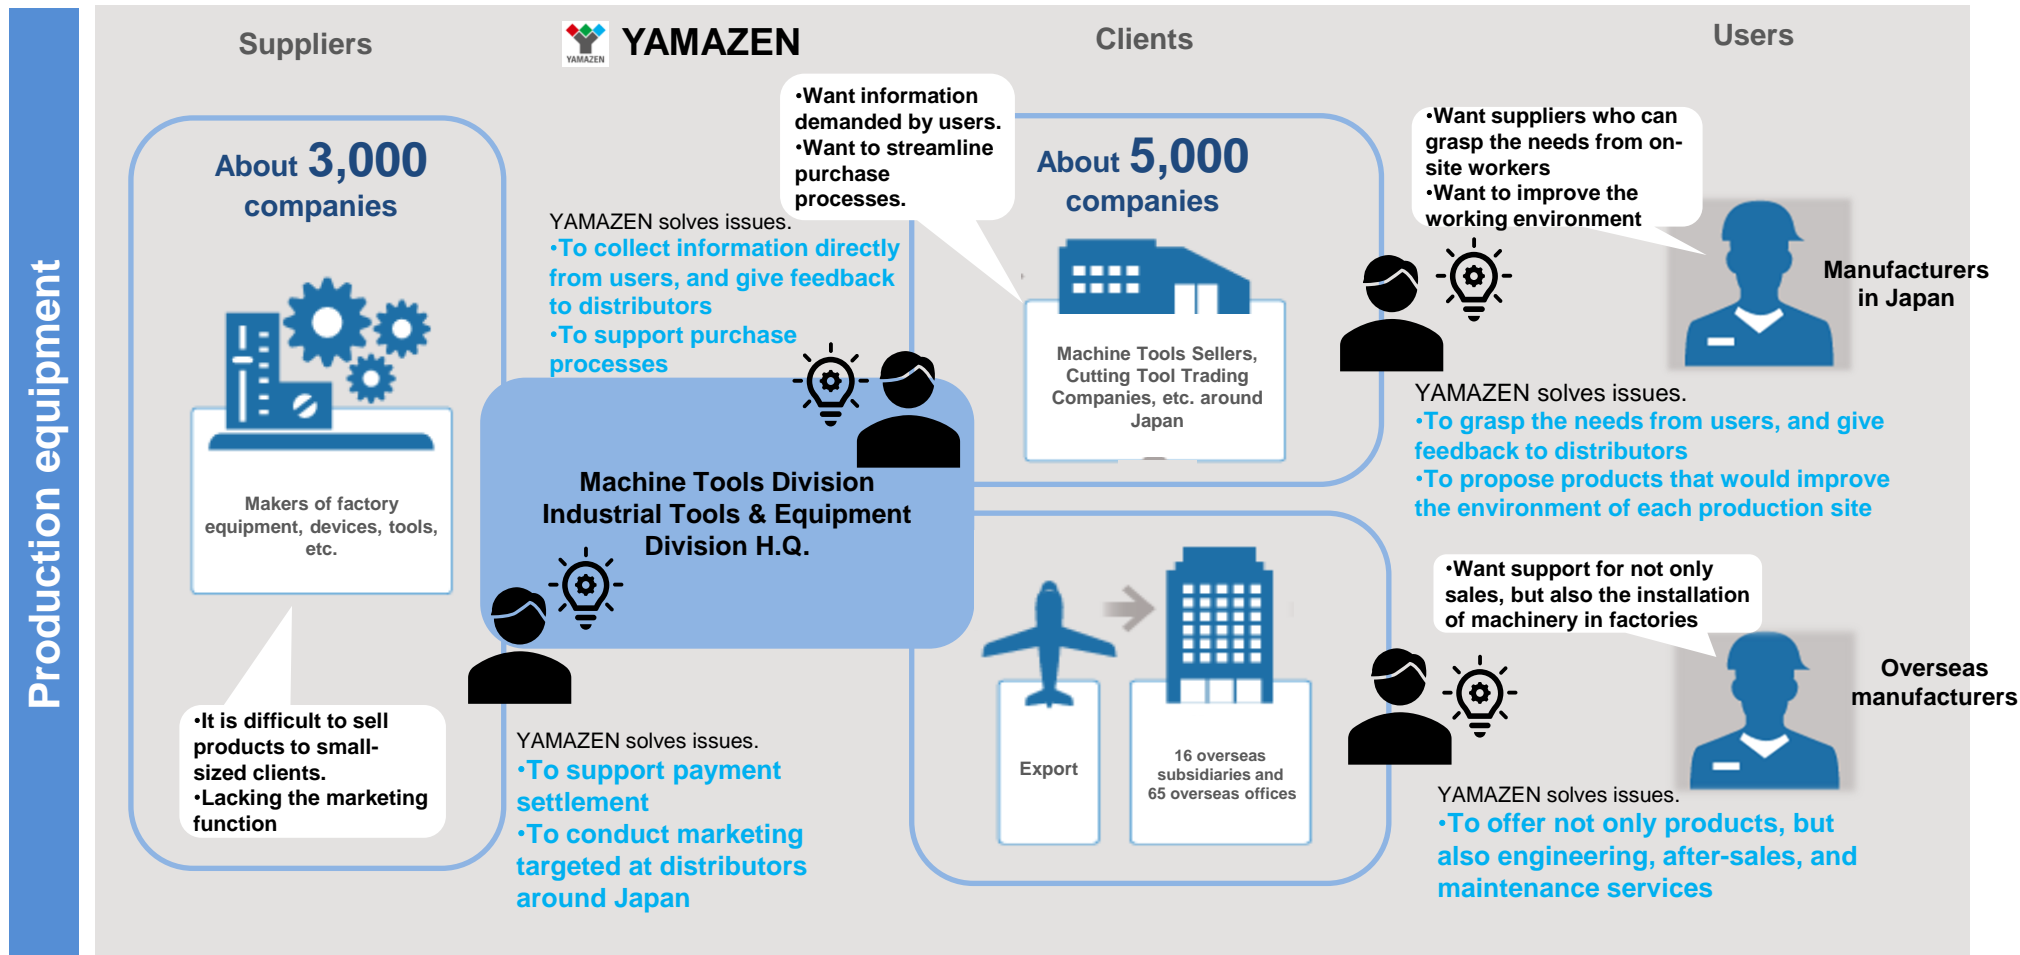 Production equipment
Suppliers
YAMAZEN
YAMAZEN
Clients
Users
About 3,000
companies
Makers of factory
equipment, devices, tools,
etc.
•It is difficult to sell
products to small-
sized clients.
•Lacking the marketing
function
YAMAZEN solves issues.
•To collect information directly
from users, and give feedback
to distributors
•To support purchase
processes
Machine Tools Division
Industrial Tools & Equipment
Division H.Q.
YAMAZEN solves issues.
•To support payment
settlement
•To conduct marketing
targeted at distributors
around Japan
•Want information
demanded by users.
•Want to streamline
purchase
processes.
About 5,000
companies
Machine Tools Sellers,
Cutting Tool Trading
Companies, etc. around
Japan
Export
16 overseas
subsidiaries and
65 overseas offices
•Want suppliers who can
grasp the needs from on-
site workers
•Want to improve the
working environment
Manufacturers
in Japan
YAMAZEN solves issues.
•To grasp the needs from users, and give
feedback to distributors
•To propose products that would improve
the environment of each production site
•Want support for not only
sales, but also the installation
of machinery in factories
Overseas
manufacturers
YAMAZEN solves issues.
•To offer not only products, but
also engineering, after-sales, and
maintenance services